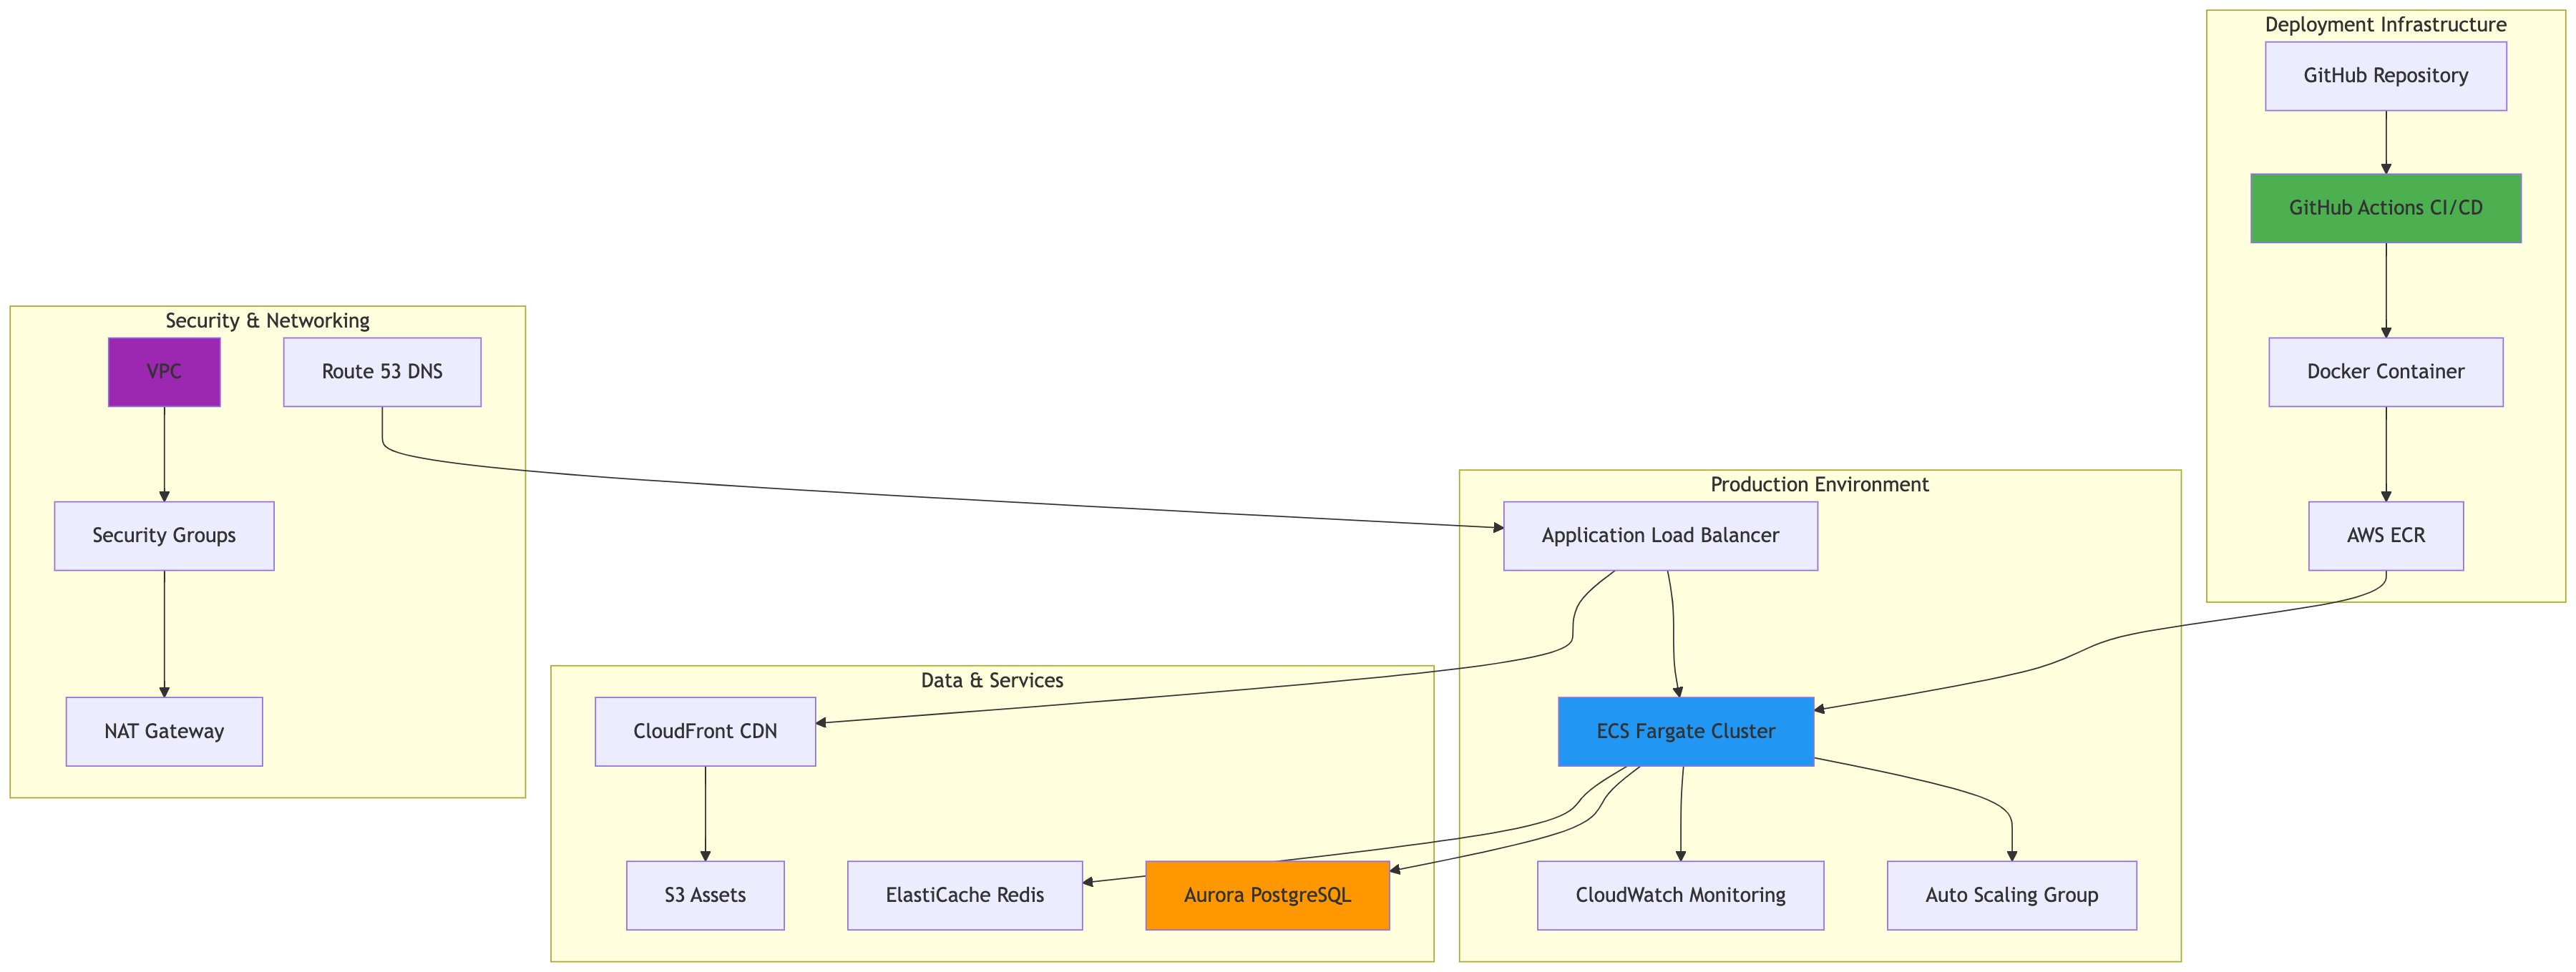 Deployment Infrastructure
GitHub Repository
GitHub Actions CI/CD
Docker Container
AWS ECR
Security & Networking
VPC
Route 53 DNS
Security Groups
NAT Gateway
Production Environment
Application Load Balancer
ECS Fargate Cluster
CloudWatch Monitoring
Auto Scaling Group
Data & Services
CloudFront CDN
S3 Assets
ElastiCache Redis
Aurora PostgreSQL